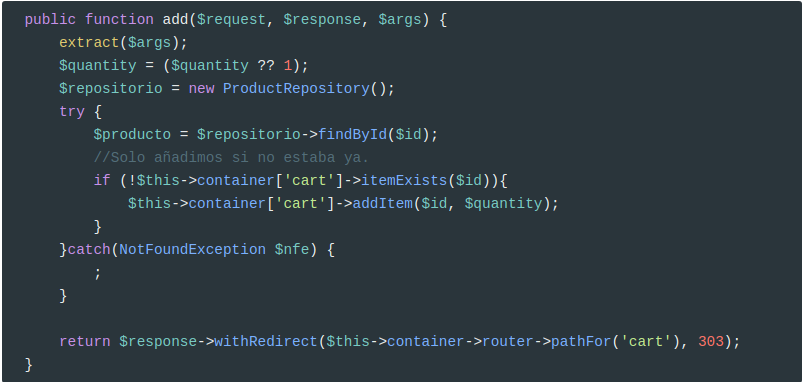 public function add($request, $response, $args) {
    extract($args);
    $quantity = ($quantity ?? 1);
    $repositorio = new ProductRepository();
    try {
        $producto = $repositorio->findById($id);
        //Solo añadimos si no estaba ya.
        if (!$this->container['cart']->itemExists($id)){
            $this->container['cart']->addItem($id, $quantity);
        }
    }catch(NotFoundException $nfe) {
        ;
    }

    return $response->withRedirect($this->container->router->pathFor('cart'), 303);
}